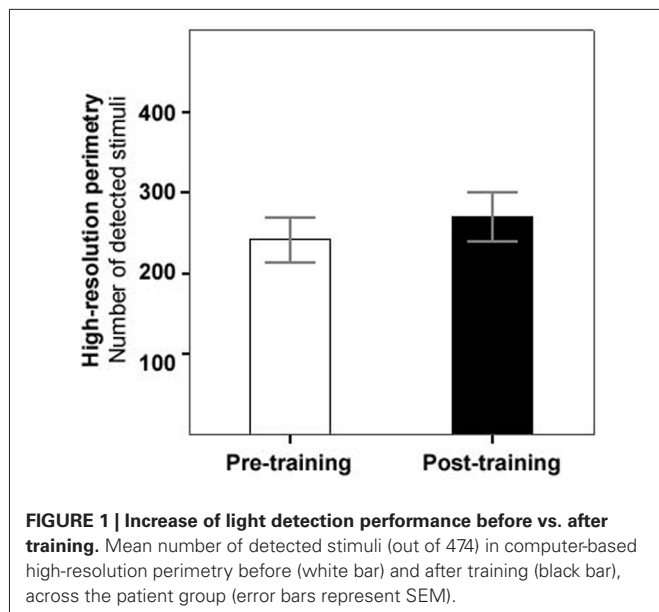 High-resolution perimetry
Number of detected stimuli
400
300
200
100
Pre-training
Post-training
FIGURE 1 | Increase of light detection performance before vs. after
training. Mean number of detected stimuli (out of 474) in computer-based
high-resolution perimetry before (white bar) and after training (black bar),
across the patient group (error bars represent SEM).